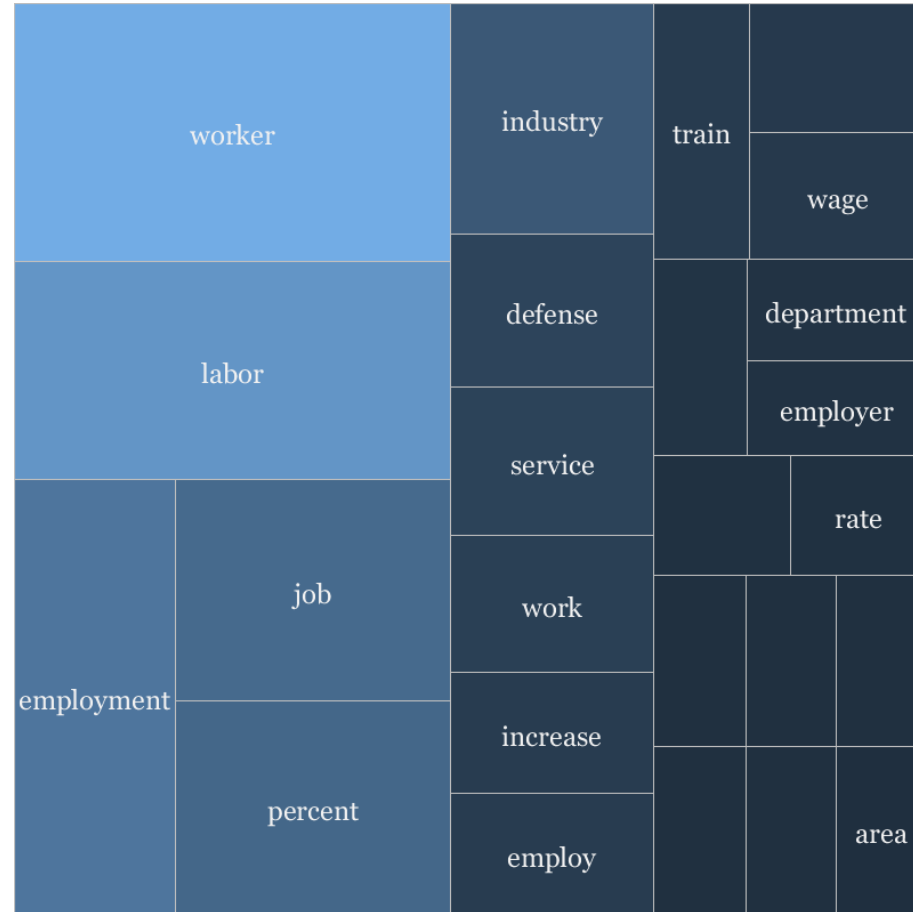 worker
labor
employment
job
percent
industry
defense
service
work
increase
employ
train
wage
department
employer
rate
area